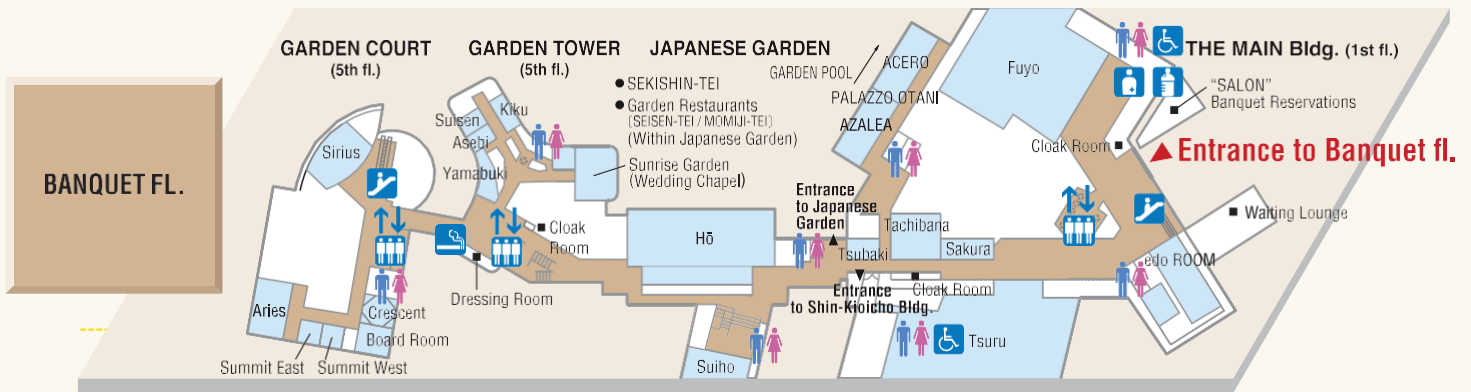 BANQUET FL.
GARDEN COURT
(5th fl.)
GARDEN TOWER
(5th fl.)
JAPANESE GARDEN
● SEKISHIN-TEI
● Garden Restaurants
(SEISEN-TEI / MOMIJI-TEI)
(Within Japanese Garden)
Sunrise Garden
(Wedding Chapel)
GARDEN POOL
ACERO
PALAZZO OTANI
AZALEA
Fuyo
THE MAIN Bldg. (1st fl.)
■ "SALON"
Banquet Reservations
Cloak Room ■
▲ Entrance to Banquet fl.
■ Waiting Lounge
Kiku
Suisen
Asebi
Yamabuki
Sirius
■ Cloak
Room
Hō
Entrance
to Japanese
Garden ▲
Tachibana
Tsubaki
Sakura
edo ROOM
▼
Entrance
to Shin-Kioicho Bldg.
■
Cloak Room
■
Dressing Room
Aries
Crescent
Board Room
Summit East
Summit West
Suiho
Tsuru